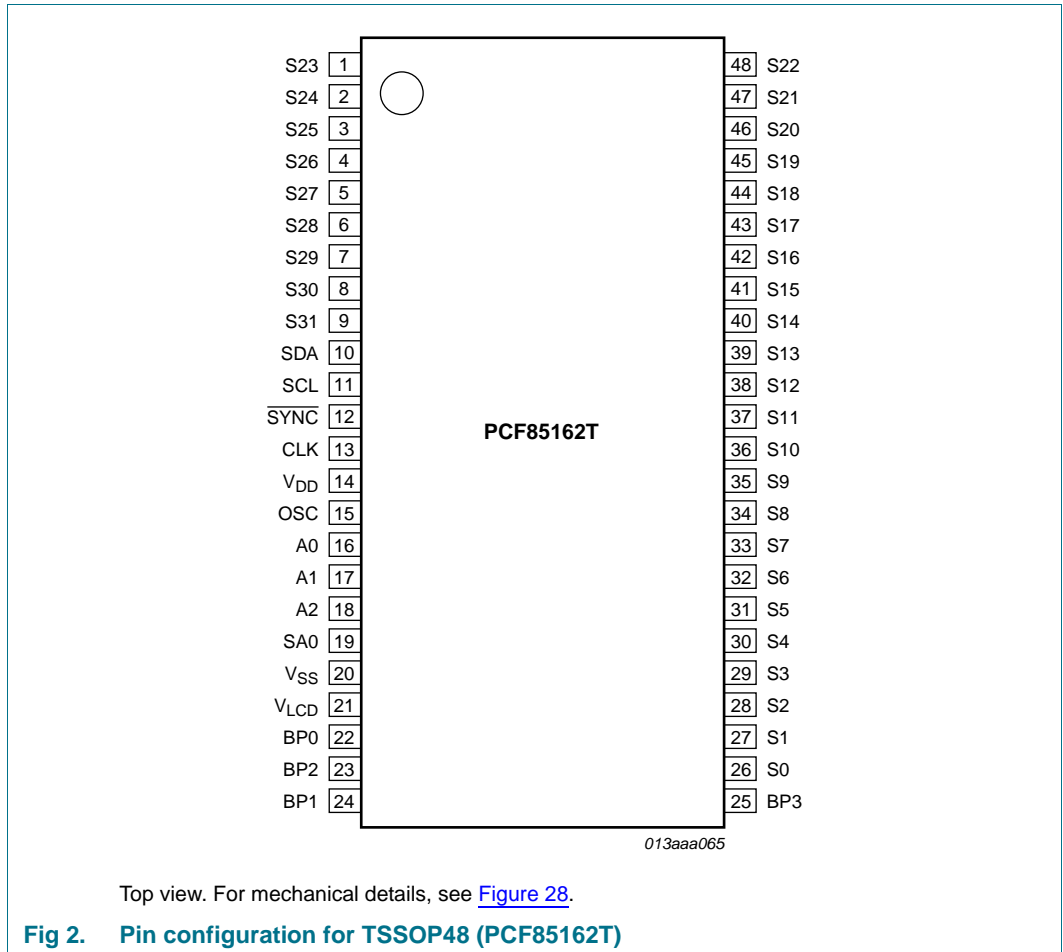 S23 1 48 S22
S24 2 47 S21
S25 3 46 S20
S26 4 45 S19
S27 5 44 S18
S28 6 43 S17
S29 7 42 S16
S30 8 41 S15
S31 9 40 S14
SDA 10 39 S13
SCL 11 38 S12
SYNC 12 37 S11
PCF85162T
CLK 13 36 S10
VDD 14 35 S9
OSC 15 34 S8
A0 16 33 S7
A1 17 32 S6
A2 18 31 S5
SA0 19 30 S4
VSS 20 29 S3
VLCD 21 28 S2
BP0 22 27 S1
BP2 23 26 S0
BP1 24 25 BP3
013aaa065
Top view. For mechanical details, see Figure 28.
Fig 2. Pin configuration for TSSOP48 (PCF85162T)